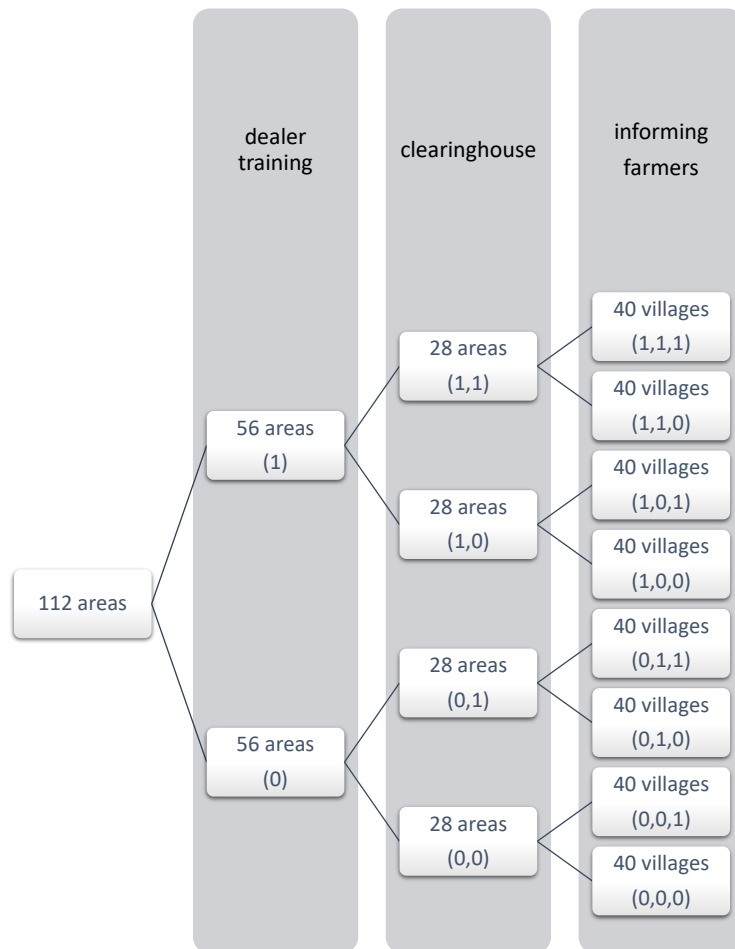 dealer
training
clearinghouse
informing
farmers
112 areas
56 areas
(1)
56 areas
(0)
28 areas
(1,1)
28 areas
(1,0)
28 areas
(0,1)
28 areas
(0,0)
40 villages
(1,1,1)
40 villages
(1,1,0)
40 villages
(1,0,1)
40 villages
(1,0,0)
40 villages
(0,1,1)
40 villages
(0,1,0)
40 villages
(0,0,1)
40 villages
(0,0,0)